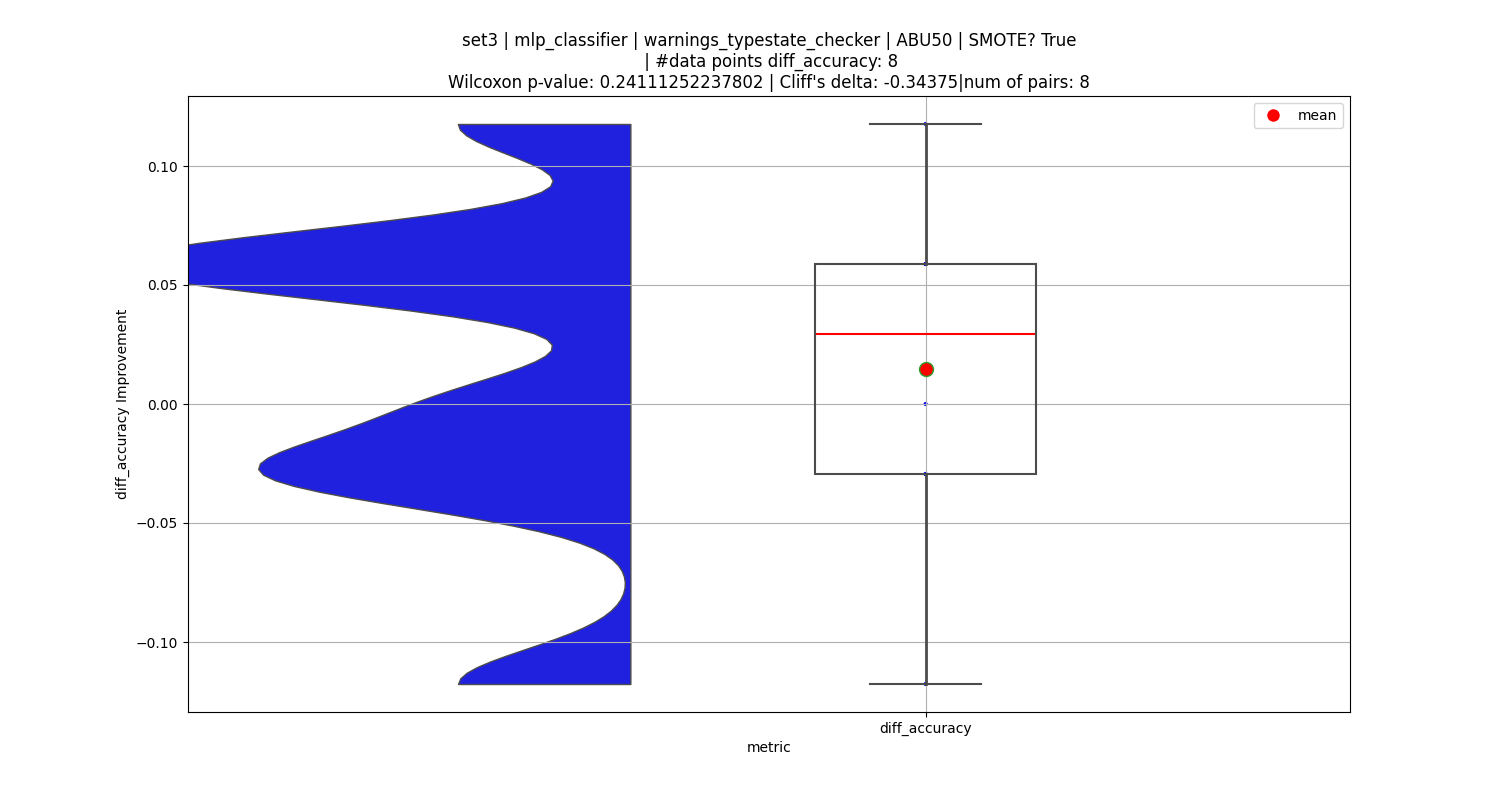 set3 | mlp_classifier | warnings_typestate_checker | ABU50 | SMOTE? True
| #data points diff_accuracy: 8
Wilcoxon p-value: 0.24111252237802 | Cliff's delta: -0.34375|num of pairs: 8
mean
0.10
0.05
0.00
−0.05
−0.10
diff_accuracy Improvement
diff_accuracy
metric